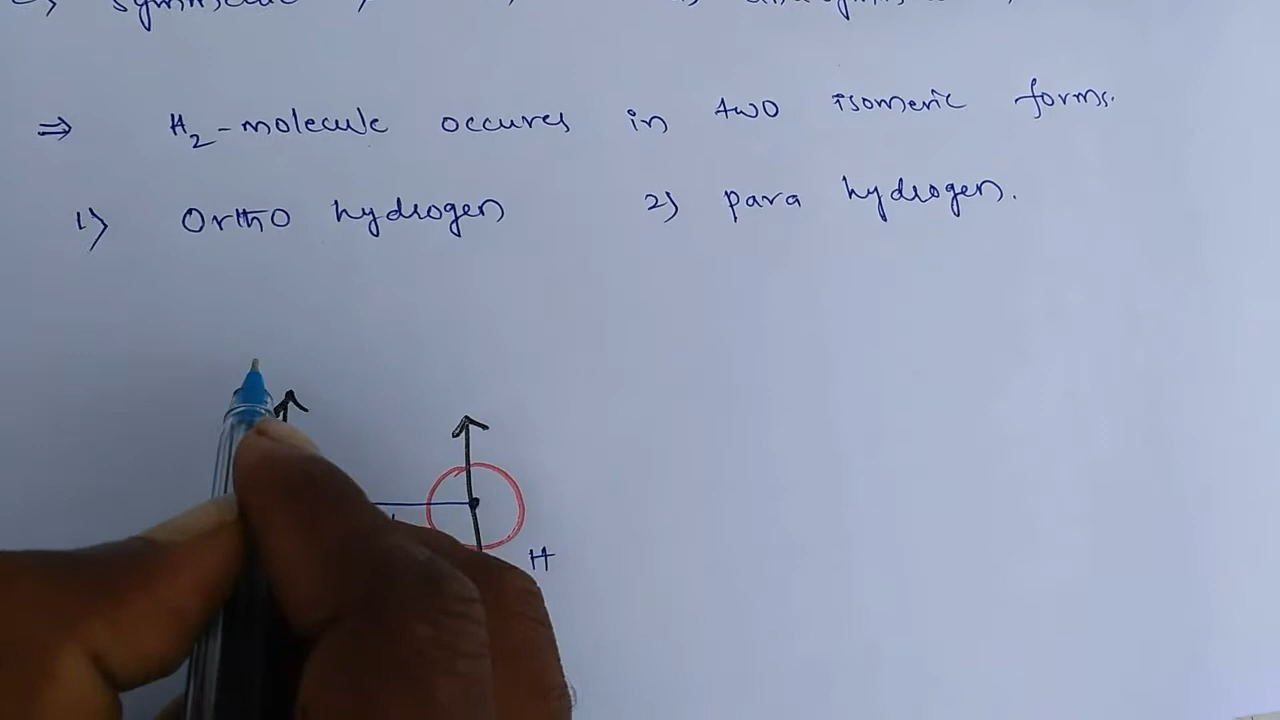 ⇒ H2-molecule occures in two isomeric forms.
1) Ortho hydrogen 2) para hydrogen.
H